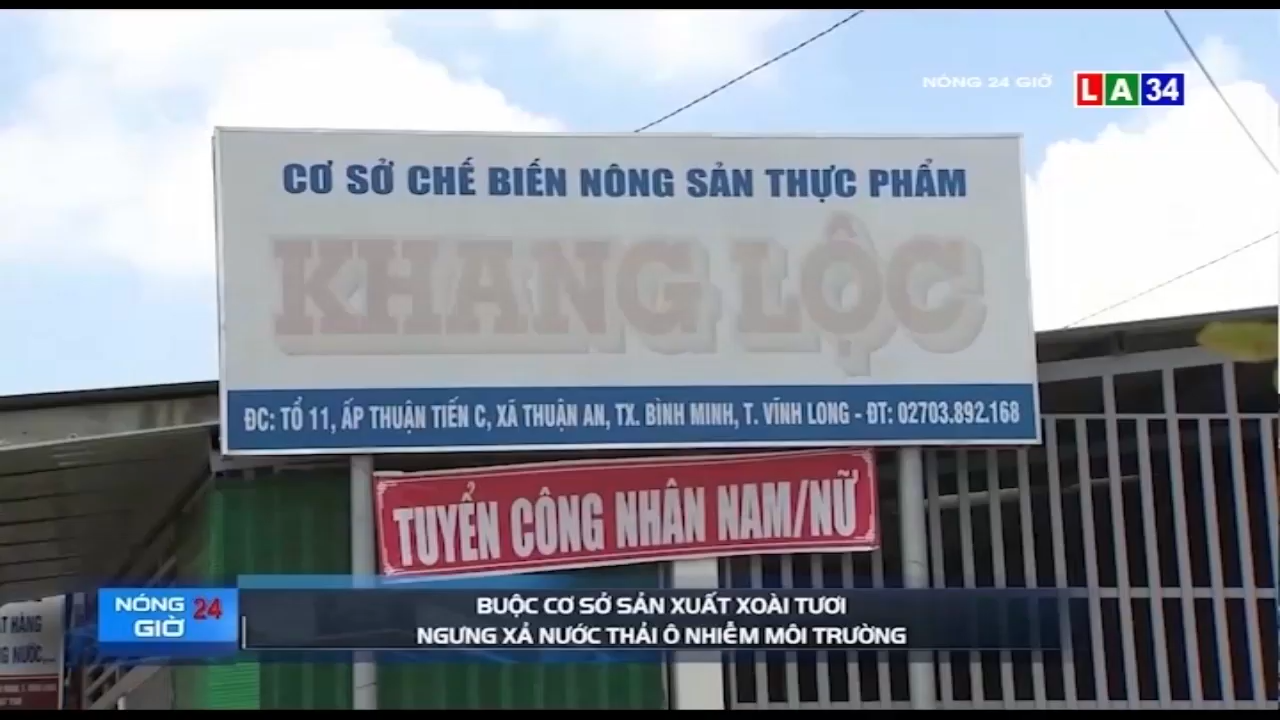 NÓNG 24 GIỜ LA34
CƠ SỞ CHẾ BIẾN NÔNG SẢN THỰC PHẨM
KHANG LỘC
ĐC: TỔ 11, ẤP THUẬN TIẾN C, XÃ THUẬN AN, TX. BÌNH MINH, T. VĨNH LONG - ĐT: 02703.892.168
TUYỂN CÔNG NHÂN NAM/NỮ
NÓNG 24
GIỜ
BUỘC CƠ SỞ SẢN XUẤT XOÀI TƯƠI
NGƯNG XẢ NƯỚC THẢI Ô NHIỄM MÔI TRƯỜNG
HÀNG
NƯỚC,...